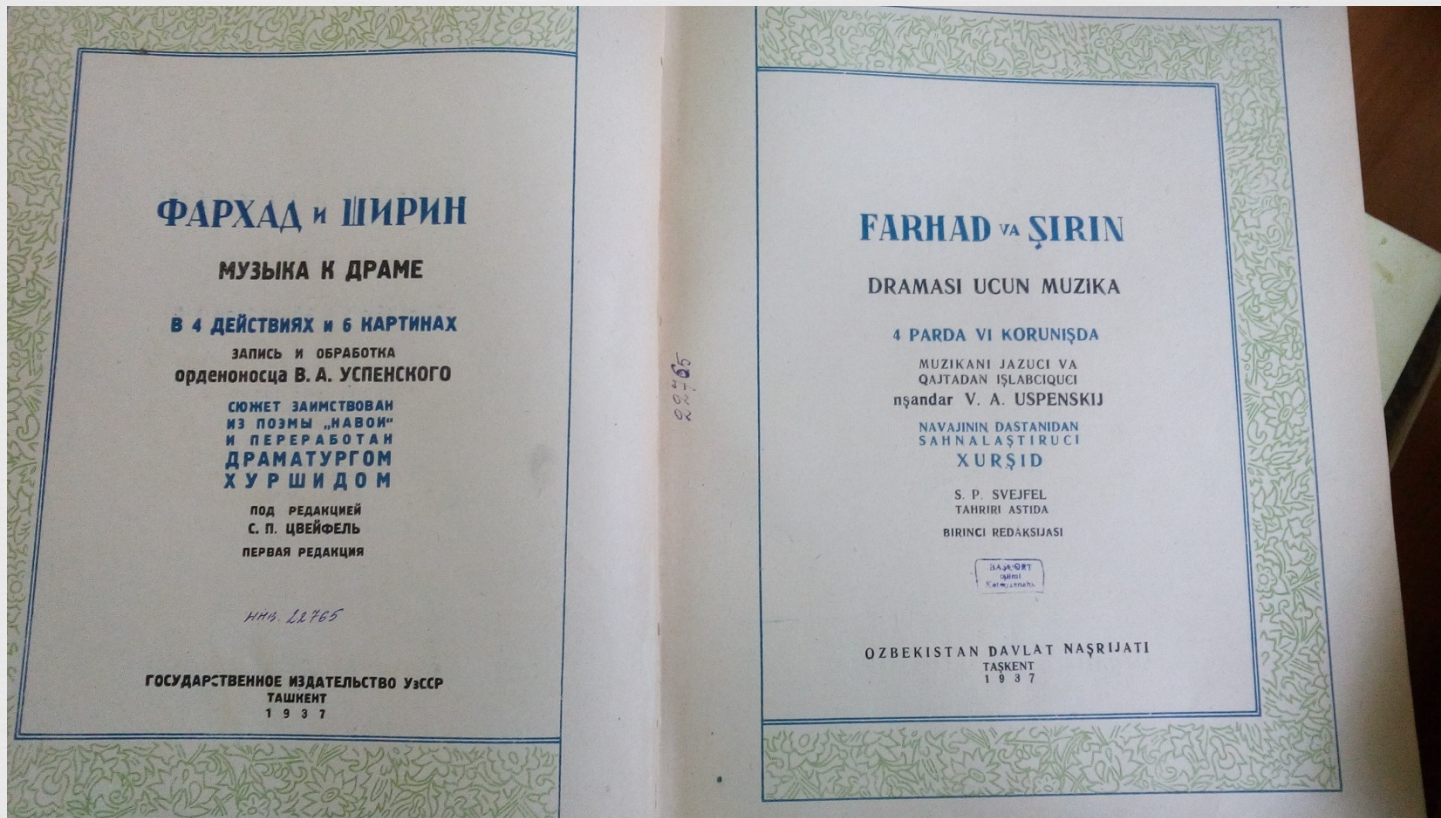 ФАРХАД и ШИРИН
МУЗЫКА К ДРАМЕ
В 4 ДЕЙСТВИЯХ и 6 КАРТИНАХ
ЗАПИСЬ И ОБРАБОТКА
орденоносца В. А. УСПЕНСКОГО
СЮЖЕТ ЗАИМСТВОВАН
ИЗ ПОЭМЫ „НАВОИ“
И ПЕРЕРАБОТАН
ДРАМАТУРГОМ
ХУРШИДОМ
ПОД РЕДАКЦИЕЙ
С. П. ЦВЕЙФЕЛЬ
ПЕРВАЯ РЕДАКЦИЯ
инв. 22765
ГОСУДАРСТВЕННОЕ ИЗДАТЕЛЬСТВО УзССР
ТАШКЕНТ
1937
22765
FARHAD VA ŞIRIN
DRAMASI UCUN MUZIKA
4 PARDA VI KORUNIŞDA
MUZIKANI JAZUCI VA
QAJTADAN IŞLABCIQUCI
nşandar V. A. USPENSKIJ
NAVAJININ DASTANIDAN
SAHNALAŞTIRUCI
XURŞID
S. P. SVEJFEL
TAHRIRI ASTIDA
BIRINCI REDAKSIJASI
OZBEKISTAN DAVLAT NAŞRIJATI
TAŞKENT
1937